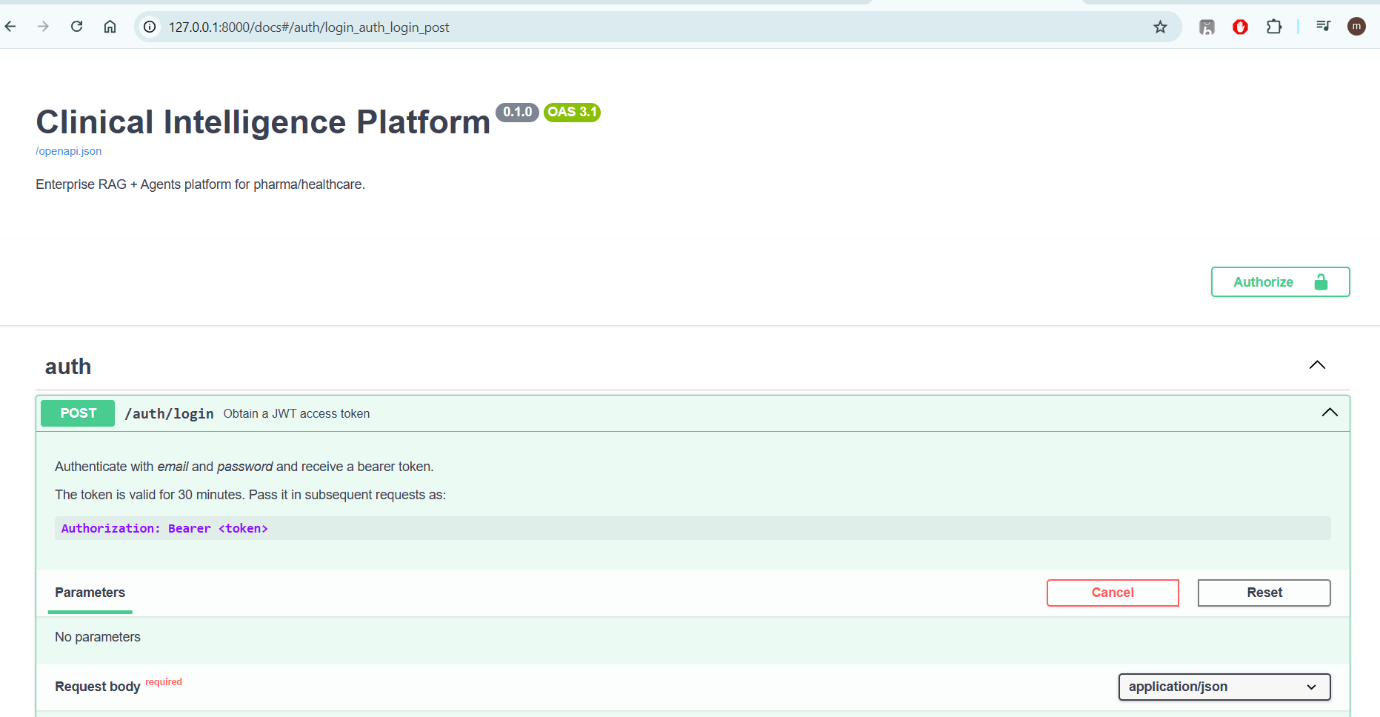 127.0.0.1:8000/docs#/auth/login_auth_login_post
m
Clinical Intelligence Platform 0.1.0 OAS 3.1
/openapi.json
Enterprise RAG + Agents platform for pharma/healthcare.
Authorize
auth
POST /auth/login Obtain a JWT access token
Authenticate with email and password and receive a bearer token.
The token is valid for 30 minutes. Pass it in subsequent requests as:
Authorization: Bearer <token>
Parameters Cancel Reset
No parameters
Request body required application/json